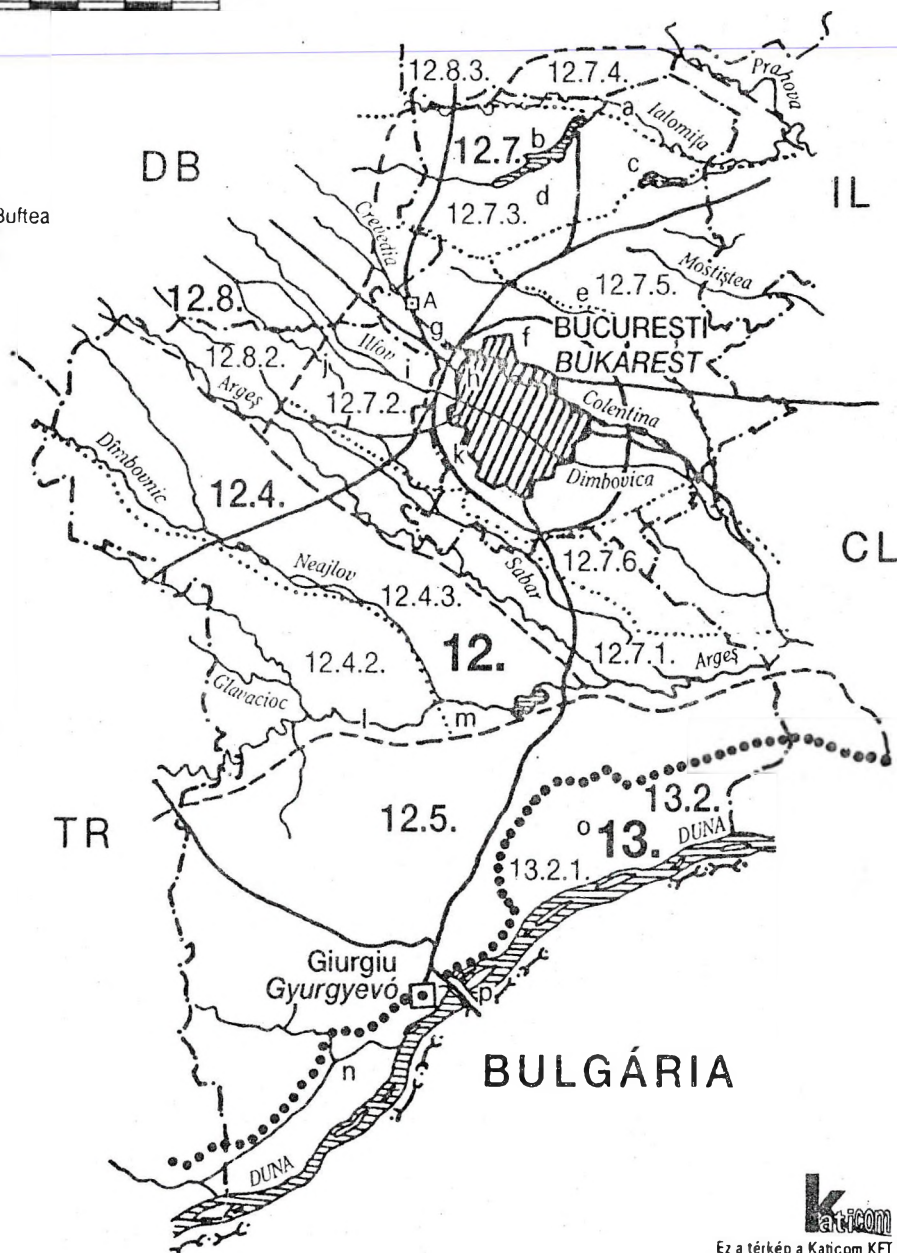 12.8.3.
12.7.4.
Prahova
a
Ialomița
b
12.7.
DB
c
d
IL
Buftea
12.7.3.
Crevedia
Mostiștea
12.7.5.
e
12.8.
A
g
f
BUCUREȘTI
BUKAREST
Ilfov
12.8.2.
j
i
h
Argeș
12.7.2.
Colentina
k
Dîmbovnic
Dîmbovica
12.4.
CL
12.7.6.
Sabar
Neajlov
12.4.3.
12.
12.7.1.
Argeș
12.4.2.
Glavacioc
l
m
13.2.
TR
12.5.
o
13.
DUNA
13.2.1.
Giurgiu
Gyurgyevó
p
BULGÁRIA
n
DUNA
Katicom
Ez a térkép a Katicom KFT